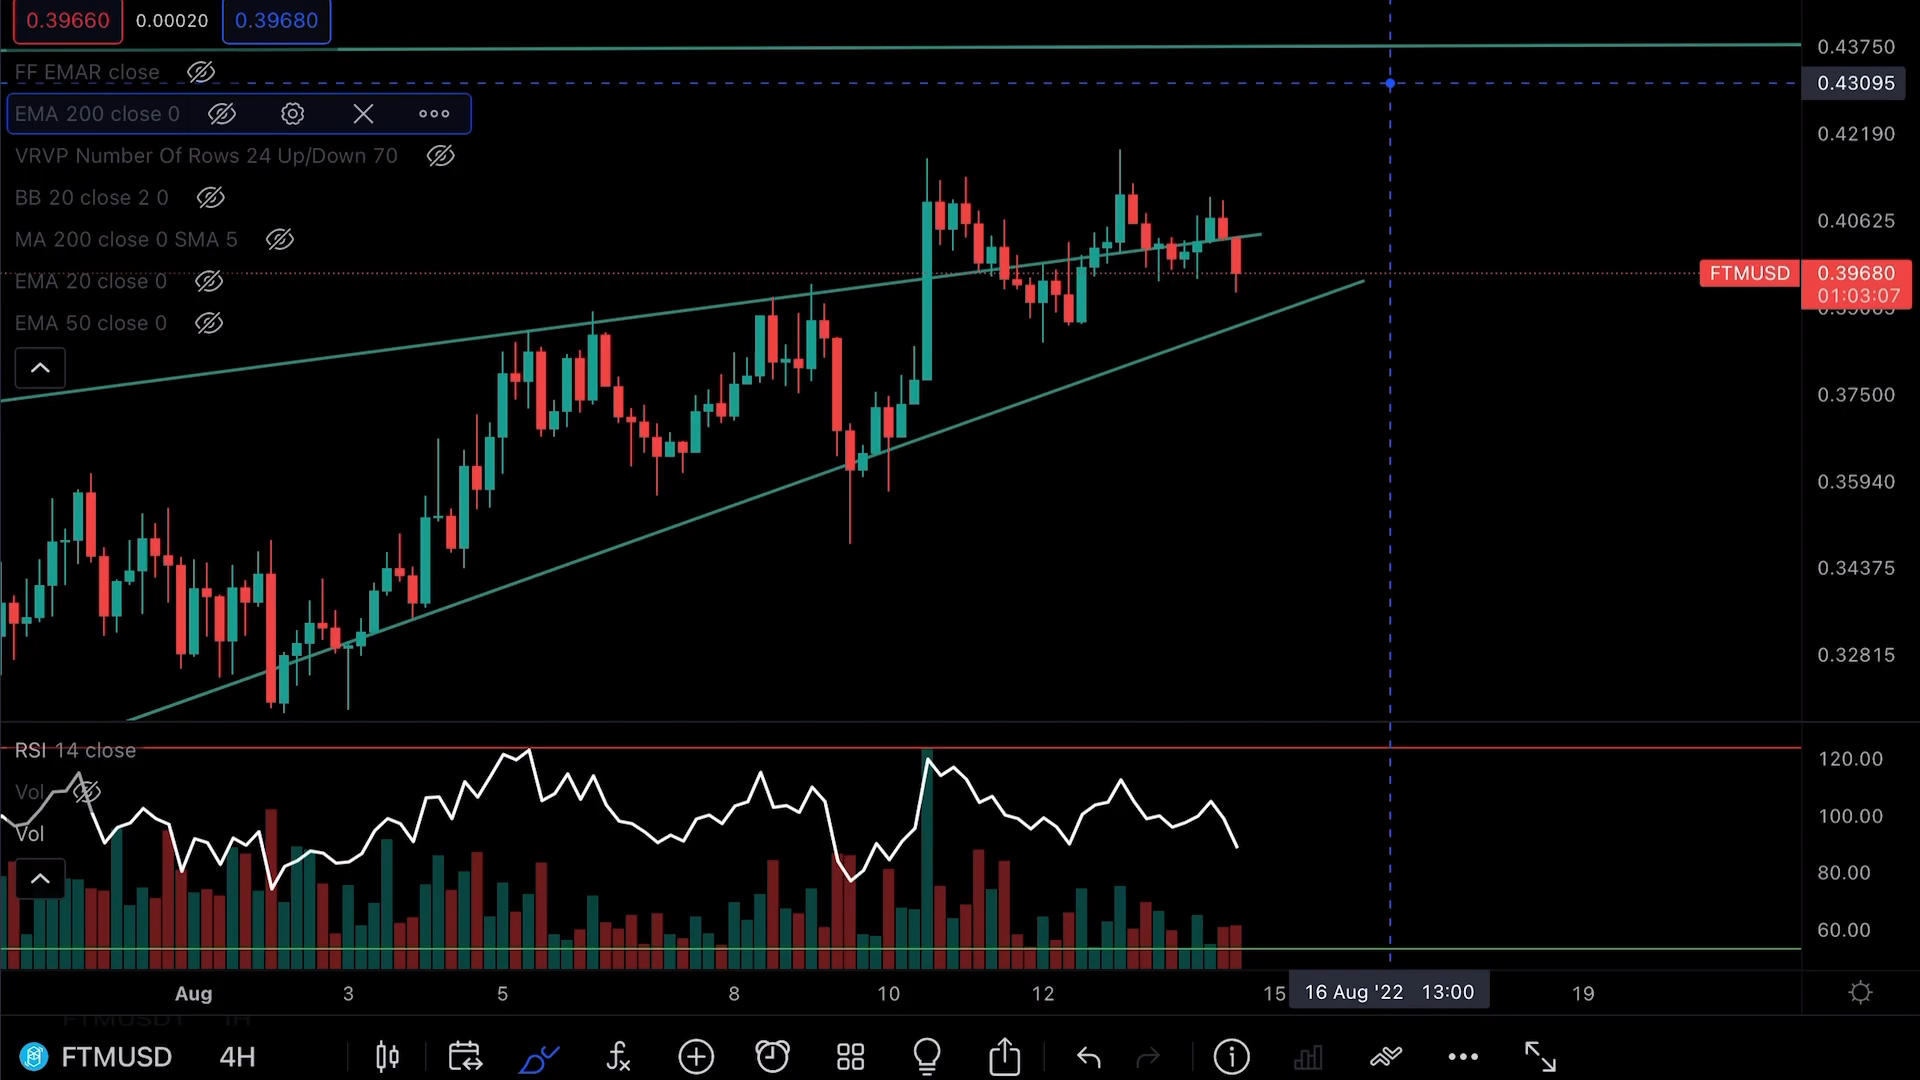 0.39660 0.00020 0.39680
FF EMAR close
EMA 200 close 0
VRVP Number Of Rows 24 Up/Down 70
BB 20 close 2 0
MA 200 close 0 SMA 5
EMA 20 close 0
EMA 50 close 0
0.43750
0.43095
0.42190
0.40625
FTMUSD 0.39680
01:03:07
0.37500
0.35940
0.34375
0.32815
RSI 14 close
Vol
Vol
120.00
100.00
80.00
60.00
Aug 3 5 8 10 12 15 16 Aug '22 13:00 19
FTMUSD 4H